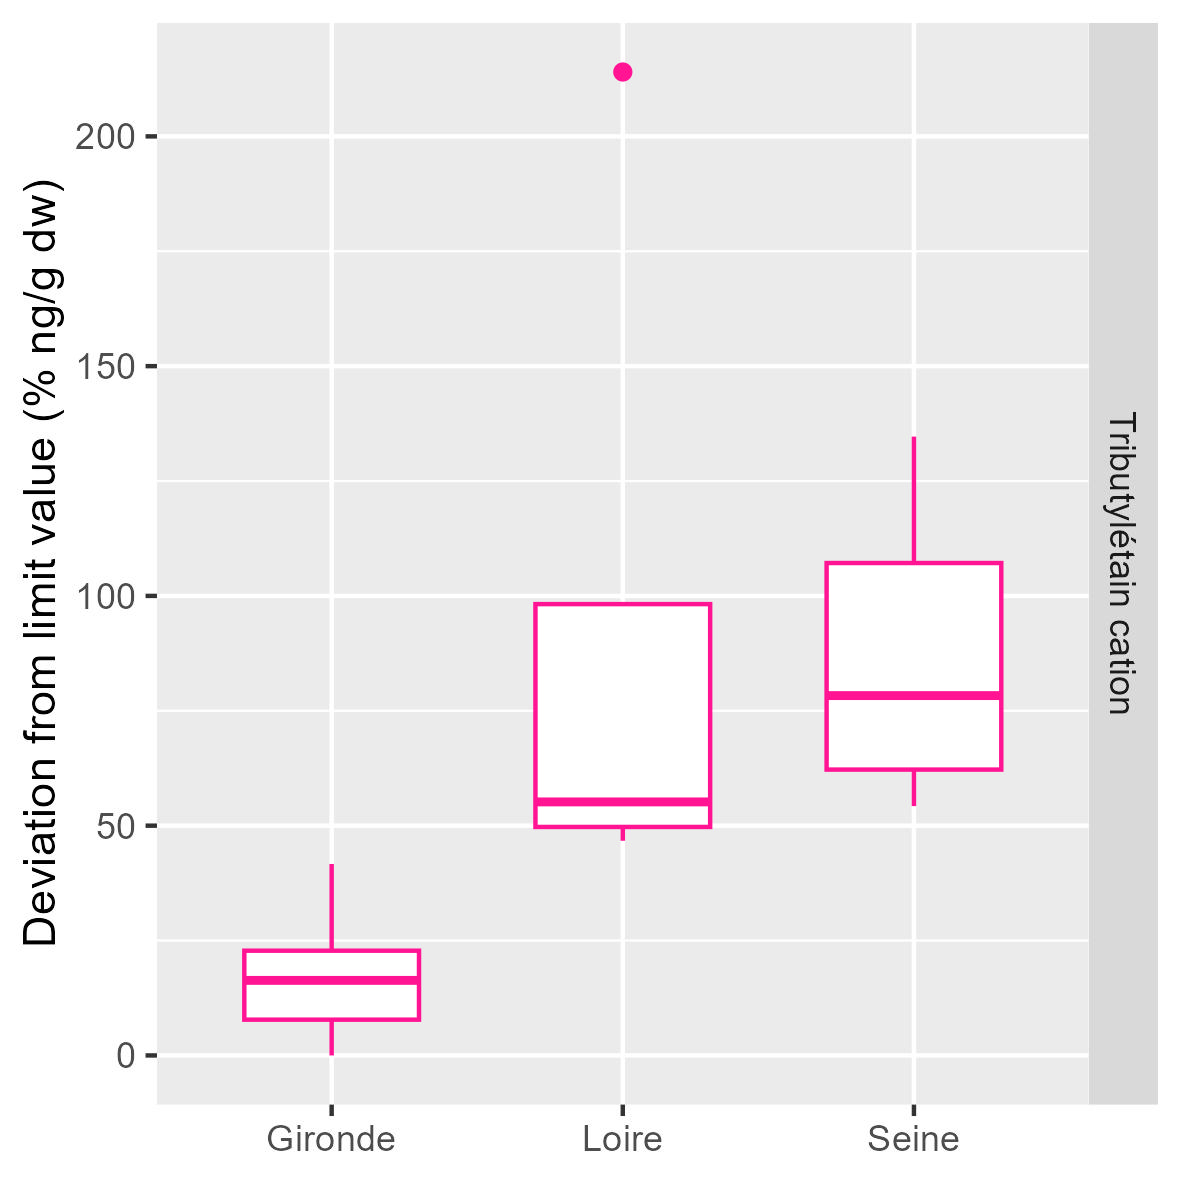 Deviation from limit value (% ng/g dw)
200
150
100
50
0
Gironde
Loire
Seine
Tributylétain cation